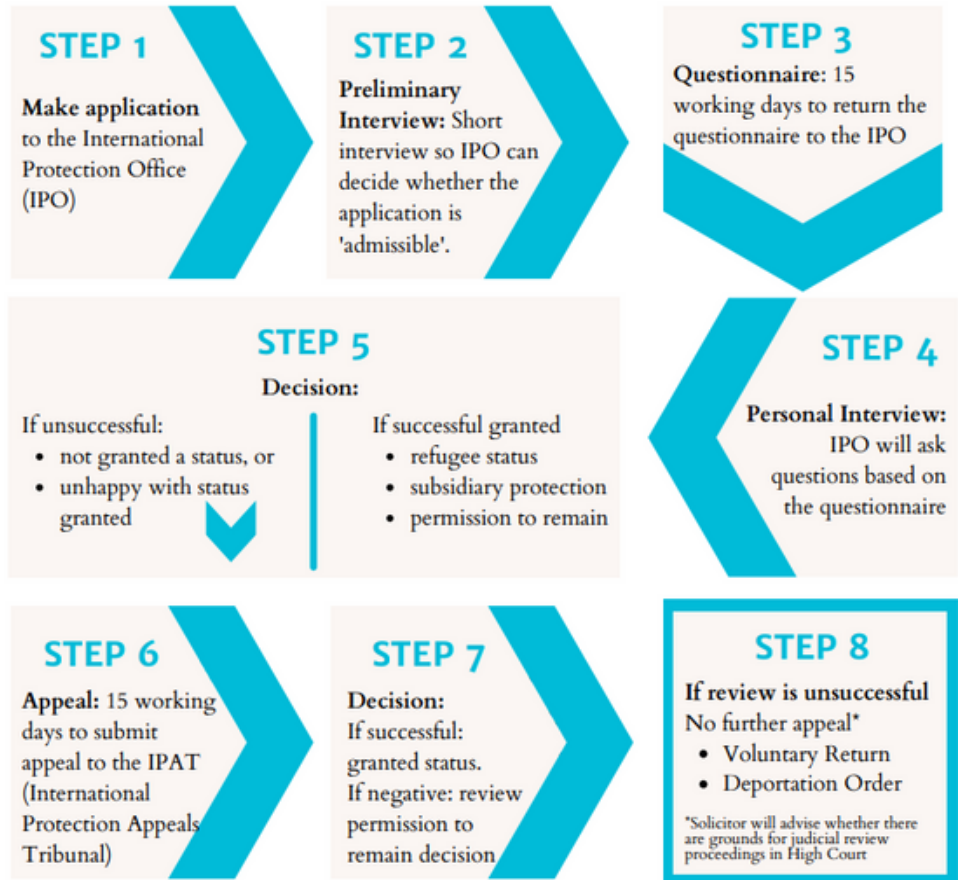 STEP 1
Make application
to the International
Protection Office
(IPO)
STEP 2
Preliminary
Interview: Short
interview so IPO can
decide whether the
application is
'admissible'.
STEP 3
Questionnaire: 15
working days to return the
questionnaire to the IPO
STEP 4
Personal Interview:
IPO will ask
questions based on
the questionnaire
STEP 5
Decision:
If unsuccessful:
• not granted a status, or
• unhappy with status
granted
If successful granted
• refugee status
• subsidiary protection
• permission to remain
STEP 6
Appeal: 15 working
days to submit
appeal to the IPAT
(International
Protection Appeals
Tribunal)
STEP 7
Decision:
If successful:
granted status.
If negative: review
permission to
remain decision
STEP 8
If review is unsuccessful
No further appeal*
• Voluntary Return
• Deportation Order
*Solicitor will advise whether there
are grounds for judicial review
proceedings in High Court